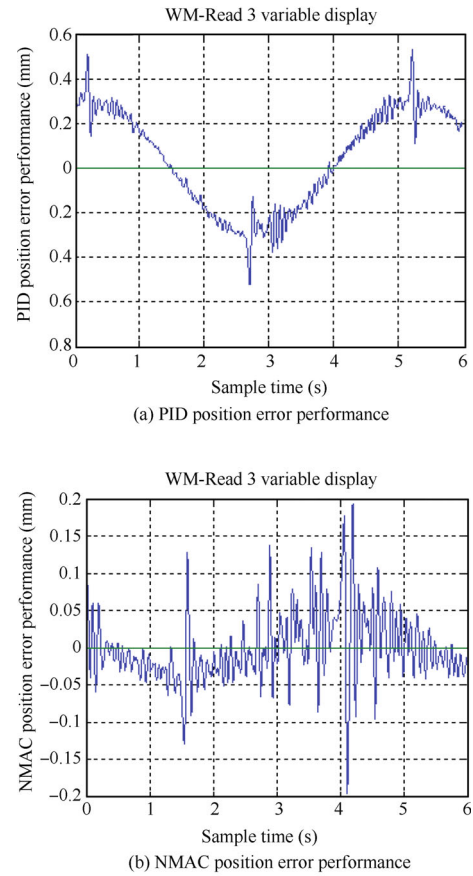 WM-Read 3 variable display
PID position error performance (mm)
0.6
0.4
0.2
0
0.2
0.4
0.6
0.8
0 1 2 3 4 5 6
Sample time (s)
(a) PID position error performance
WM-Read 3 variable display
NMAC position error performance (mm)
0.2
0.15
0.1
0.05
0
−0.05
−0.1
−0.15
−0.2
0 1 2 3 4 5 6
Sample time (s)
(b) NMAC position error performance